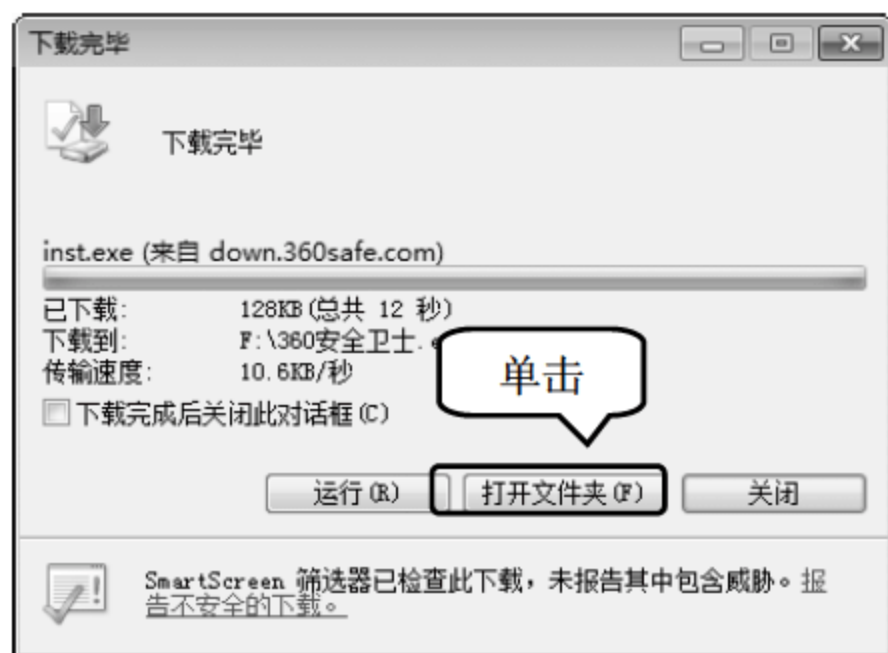 下载完毕
下载完毕
inst.exe (来自 down.360safe.com)
已下载: 128KB(总共 12 秒)
下载到: F:\360安全卫士.
传输速度: 10.6KB/秒
单击
下载完成后关闭此对话框(C)
运行(R) 打开文件夹(F) 关闭
SmartScreen 筛选器已检查此下载，未报告其中包含威胁。报
告不安全的下载。